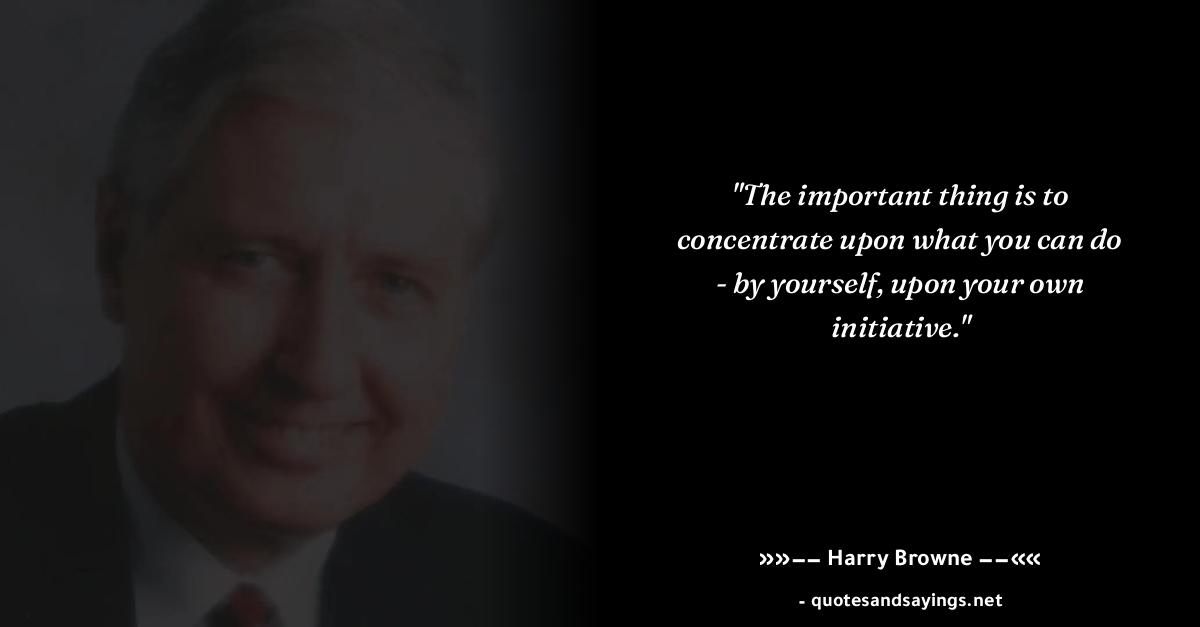 "The important thing is to
concentrate upon what you can do
- by yourself, upon your own
initiative."
»»–– Harry Browne ––««
- quotesandsayings.net